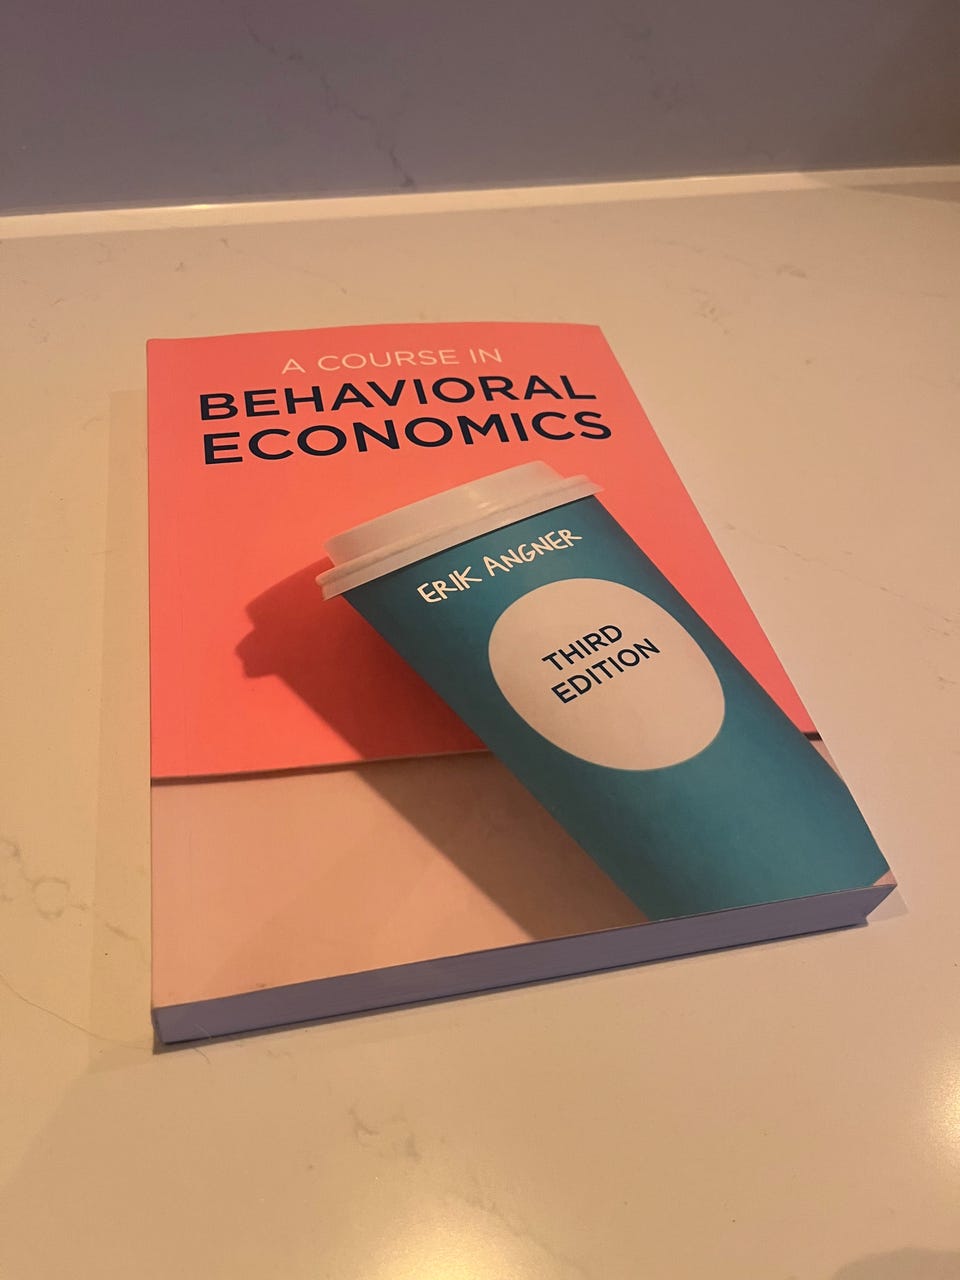 A COURSE IN
BEHAVIORAL
ECONOMICS
ERIK ANGNER
THIRD
EDITION